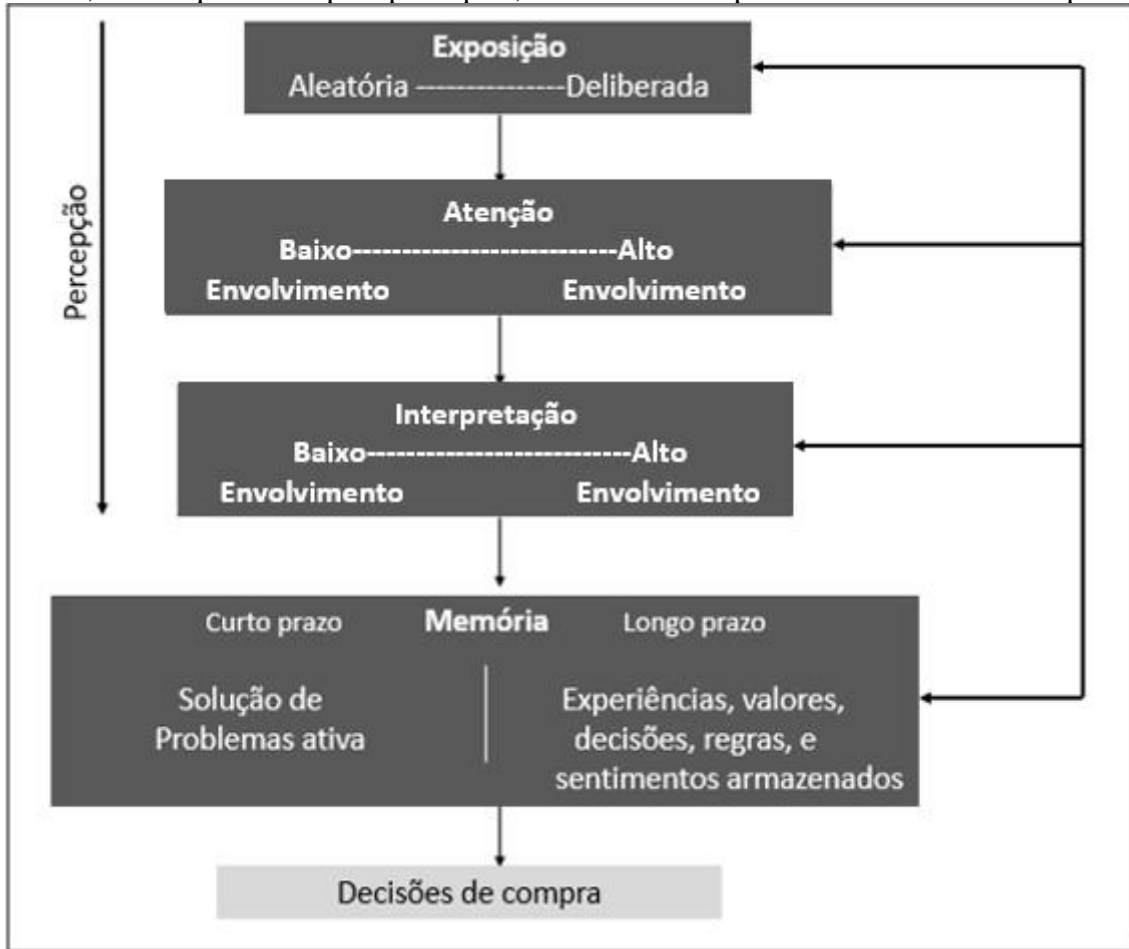 Percepção
Exposição
Aleatória ---------------Deliberada
Atenção
Baixo---------------------------Alto
Envolvimento Envolvimento
Interpretação
Baixo---------------------------Alto
Envolvimento Envolvimento
Curto prazo Memória Longo prazo
Solução de
Problemas ativa
Experiências, valores,
decisões, regras, e
sentimentos armazenados
Decisões de compra